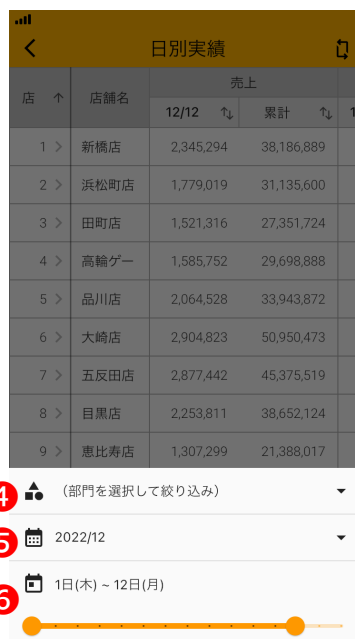 日別実績
店 ↑ 店舗名 売上
12/12 累計 1
1 新橋店 2,345,294 38,186,889
2 浜松町店 1,779,019 31,135,600
3 田町店 1,521,316 27,351,724
4 高輪ゲー 1,585,752 29,698,888
5 品川店 2,064,528 33,943,872
6 大崎店 2,904,823 50,950,473
7 五反田店 2,877,442 45,375,519
8 目黒店 2,253,811 38,652,124
9 恵比寿店 1,307,299 21,388,017
4 （部門を選択して絞り込み）
5 2022/12
6 1日(木) ~ 12日(月)